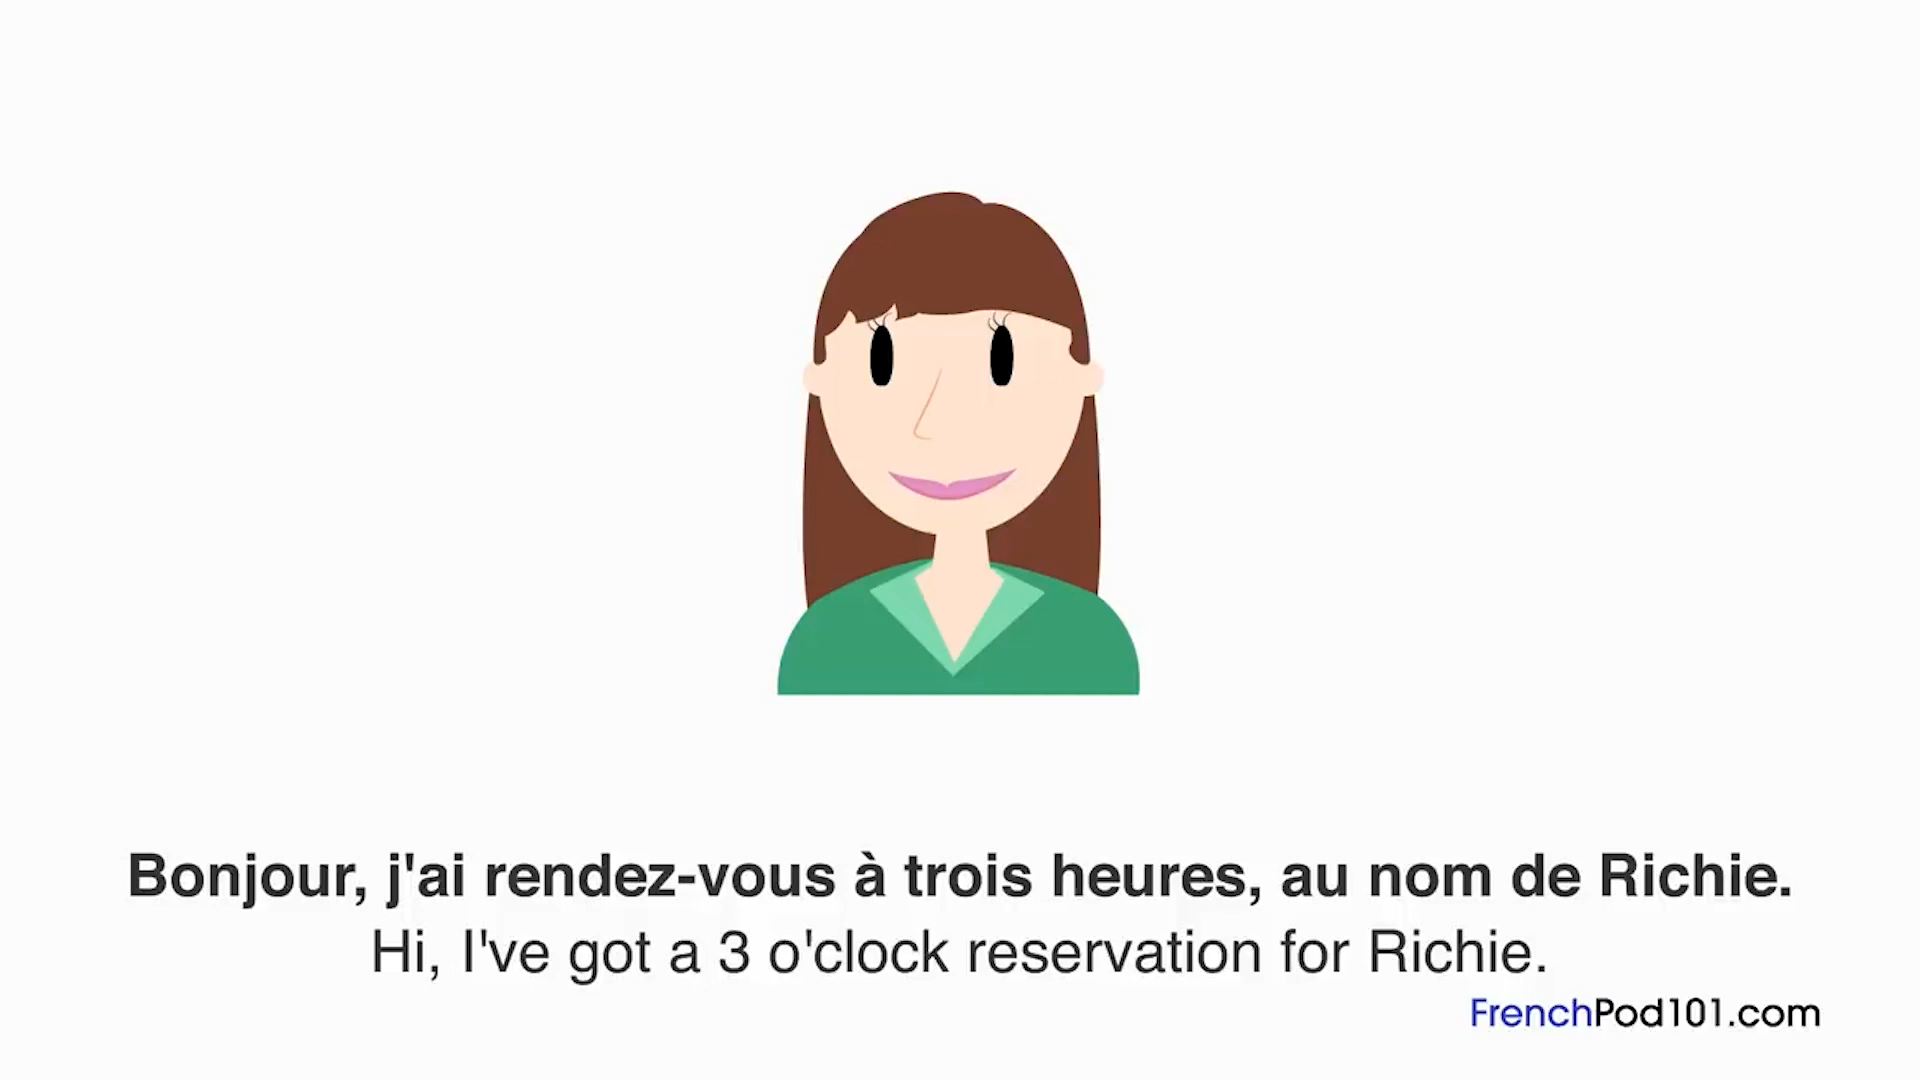 Bonjour, j'ai rendez-vous à trois heures, au nom de Richie.
Hi, I've got a 3 o'clock reservation for Richie.
FrenchPod101.com